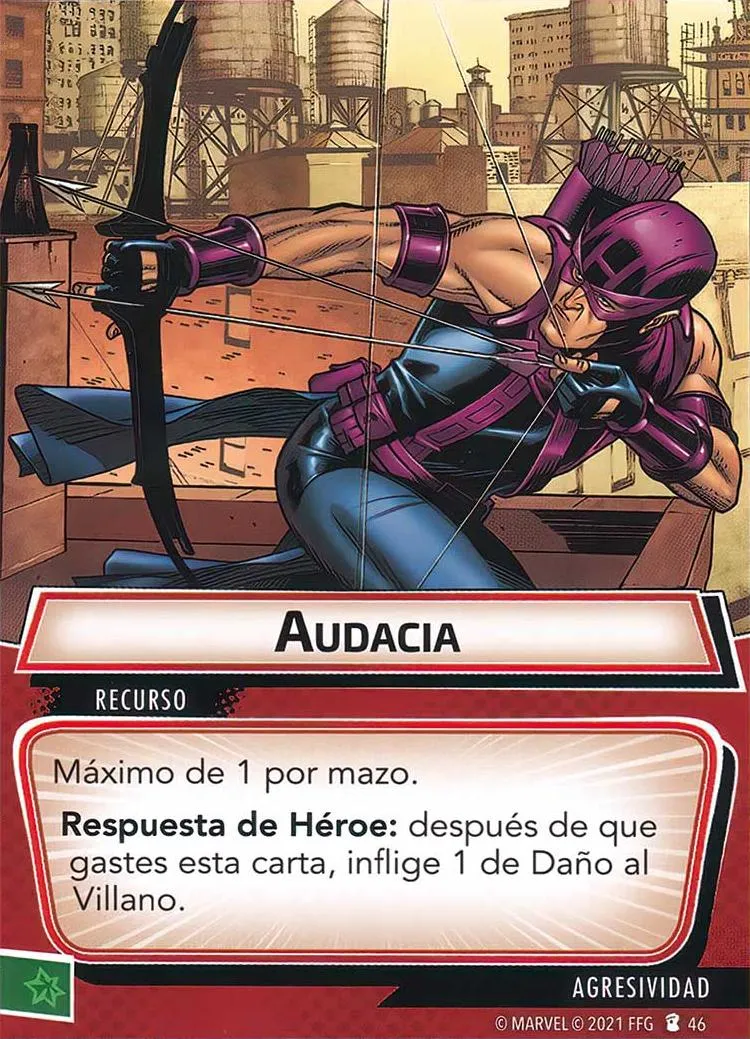 AUDACIA
RECURSO
Máximo de 1 por mazo.
Respuesta de Héroe: después de que
gastes esta carta, inflige 1 de Daño al
Villano.
AGRESIVIDAD
© MARVEL © 2021 FFG 46